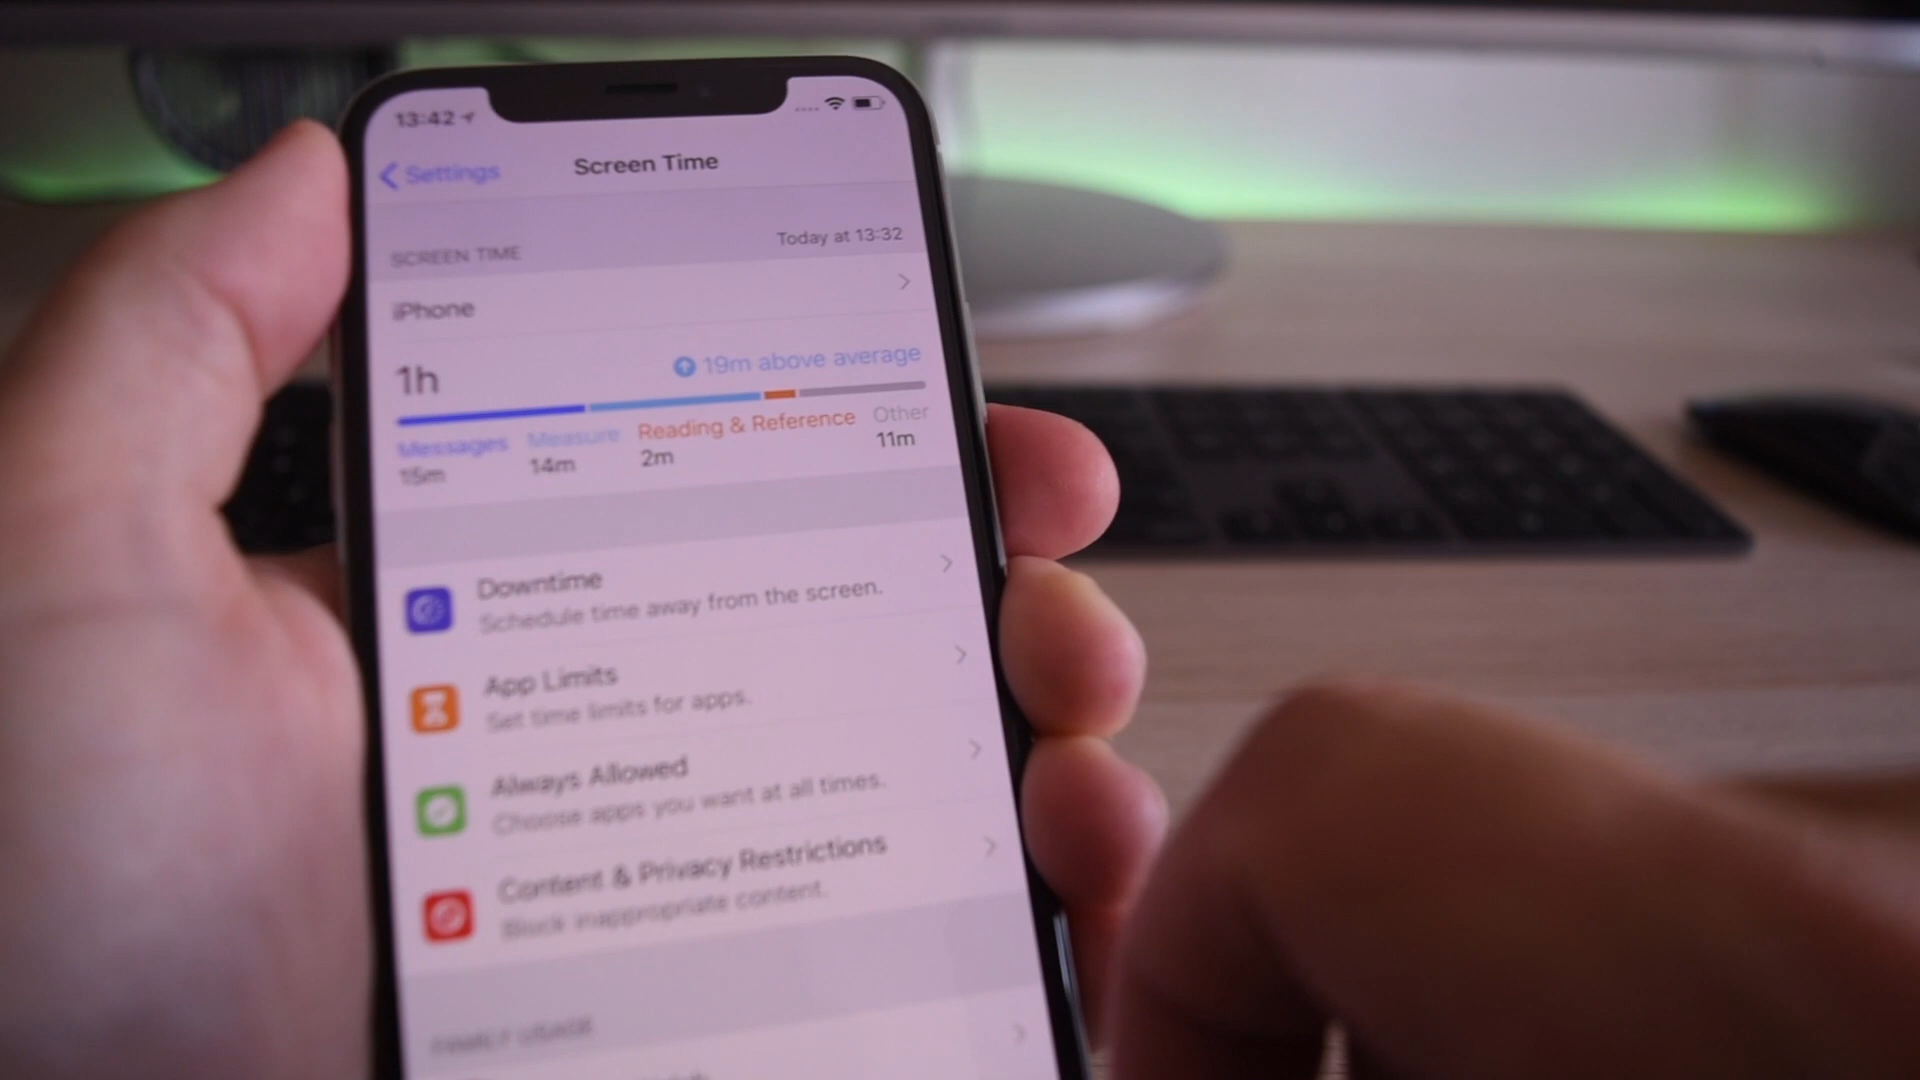 13:42
Settings
Screen Time
SCREEN TIME
Today at 13:32
iPhone
1h
19m above average
Messages Measure Reading & Reference Other
15m 14m 2m 11m
Downtime
Schedule time away from the screen.
App Limits
Set time limits for apps.
Always Allowed
Choose apps you want at all times.
Content & Privacy Restrictions
Block inappropriate content.
FAMILY USAGE